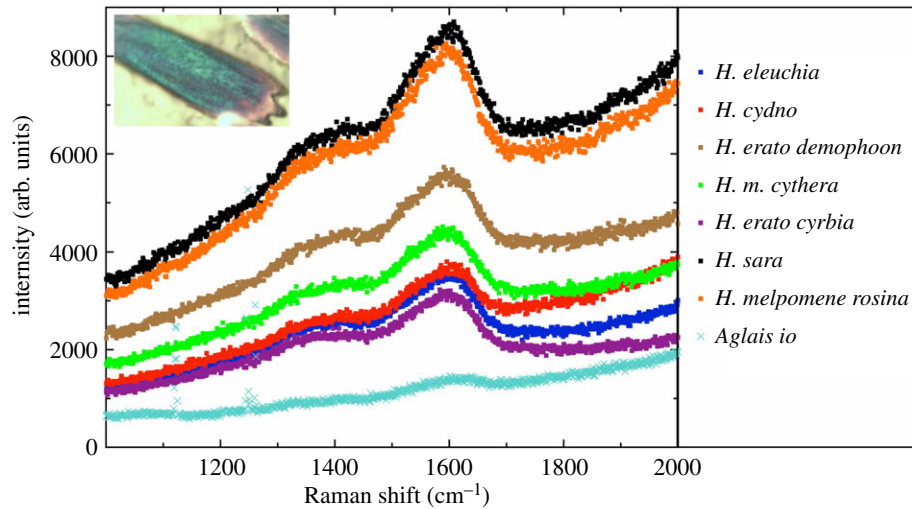 8000
6000
4000
2000
0
internsity (arb. units)
1200
1400
1600
1800
2000
Raman shift (cm–1)
H. eleuchia
H. cydno
H. erato demophoon
H. m. cythera
H. erato cyrbia
H. sara
H. melpomene rosina
Aglais io